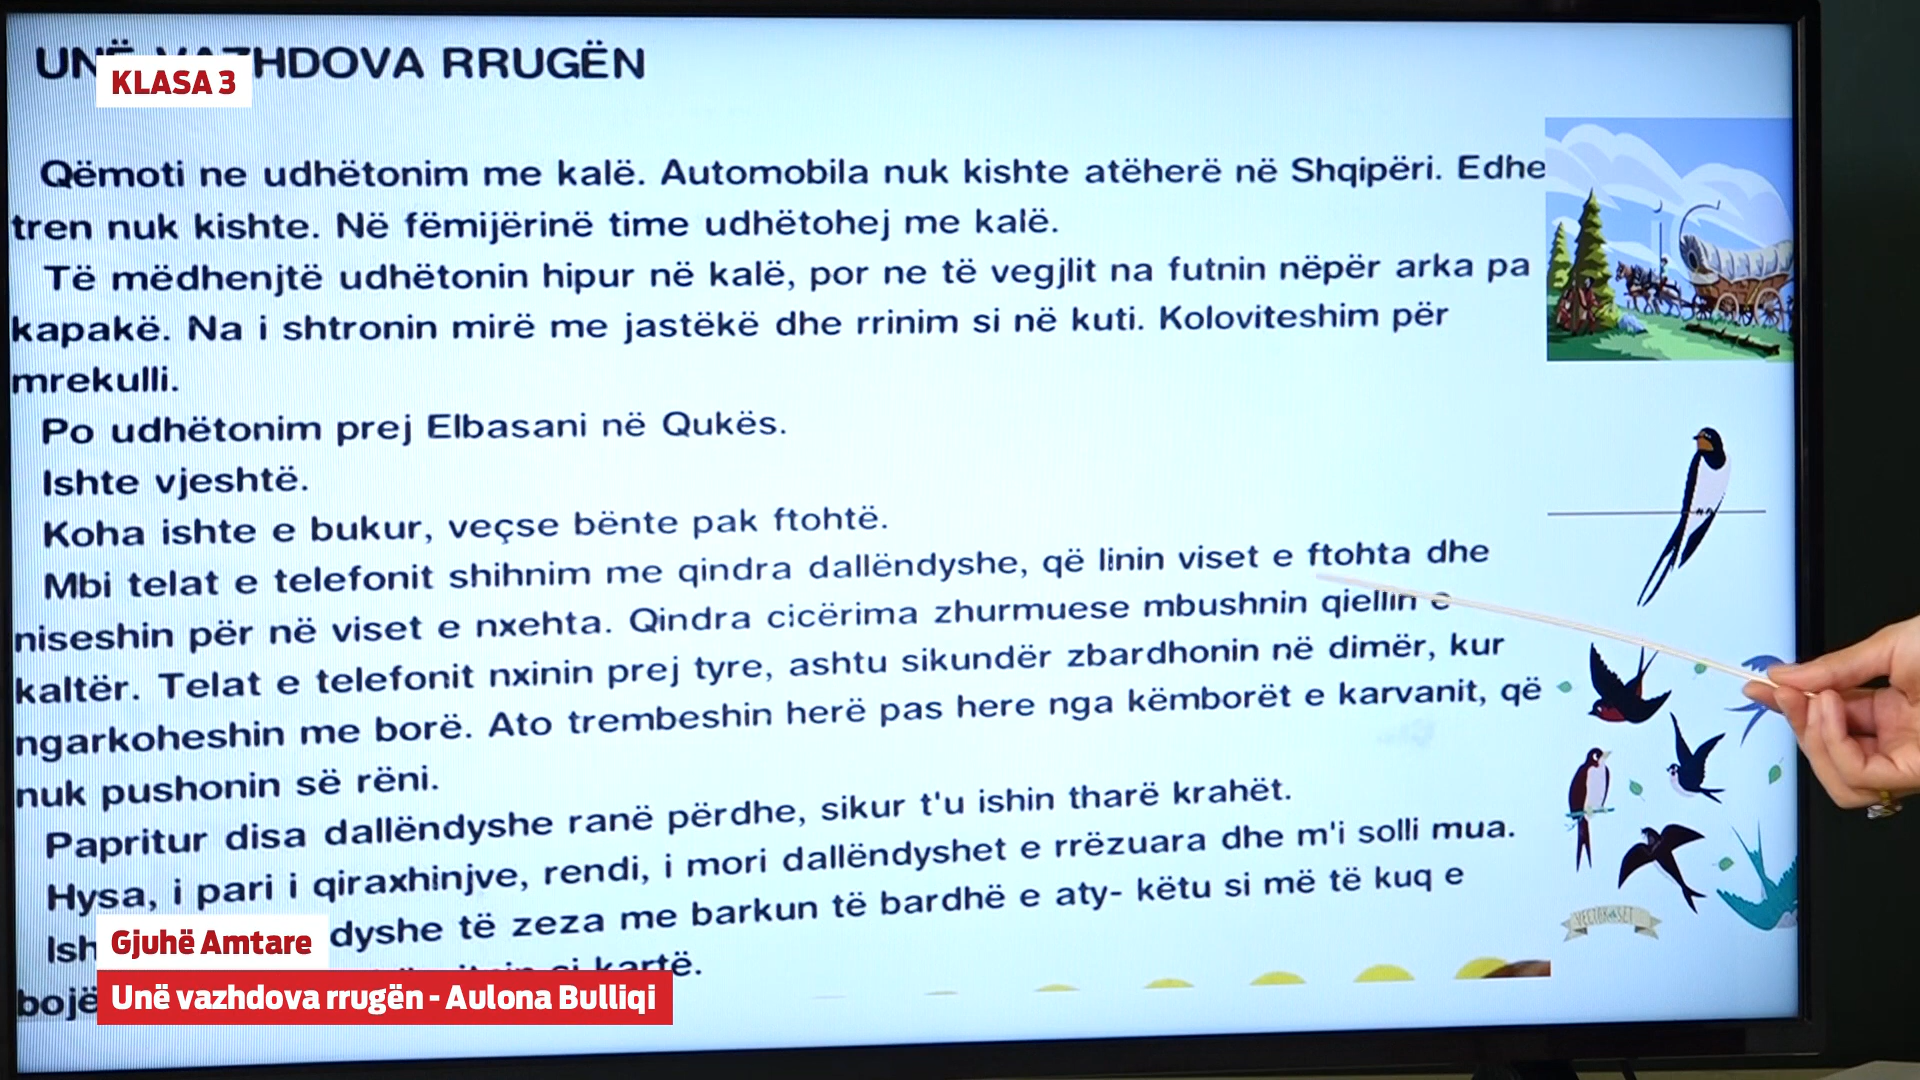 UNË VAZHDOVA RRUGËN
KLASA 3
Qëmoti ne udhëtonim me kalë. Automobila nuk kishte atëherë në Shqipëri. Edhe
tren nuk kishte. Në fëmijërinë time udhëtohej me kalë.
Të mëdhenjtë udhëtonin hipur në kalë, por ne të vegjlit na futnin nëpër arka pa
kapakë. Na i shtronin mirë me jastëkë dhe rrinim si në kuti. Koloviteshim për
mrekulli.
Po udhëtonim prej Elbasani në Qukës.
Ishte vjeshtë.
Koha ishte e bukur, veçse bënte pak ftohtë.
Mbi telat e telefonit shihnim me qindra dallëndyshe, që linin viset e ftohta dhe
niseshin për në viset e nxehta. Qindra cicërima zhurmuese mbushnin qiellin e
kaltër. Telat e telefonit nxinin prej tyre, ashtu sikundër zbardhonin në dimër, kur
ngarkoheshin me borë. Ato trembeshin herë pas here nga këmborët e karvanit, që
nuk pushonin së rëni.
Papritur disa dallëndyshe ranë përdhe, sikur t'u ishin tharë krahët.
Hysa, i pari i qiraxhinjve, rendi, i mori dallëndyshet e rrëzuara dhe m'i solli mua.
Ish dyshe të zeza me barkun të bardhë e aty- këtu si më të kuq e
bojë si kartë.
VECTOR SET
Gjuhë Amtare
Unë vazhdova rrugën - Aulona Bulliqi